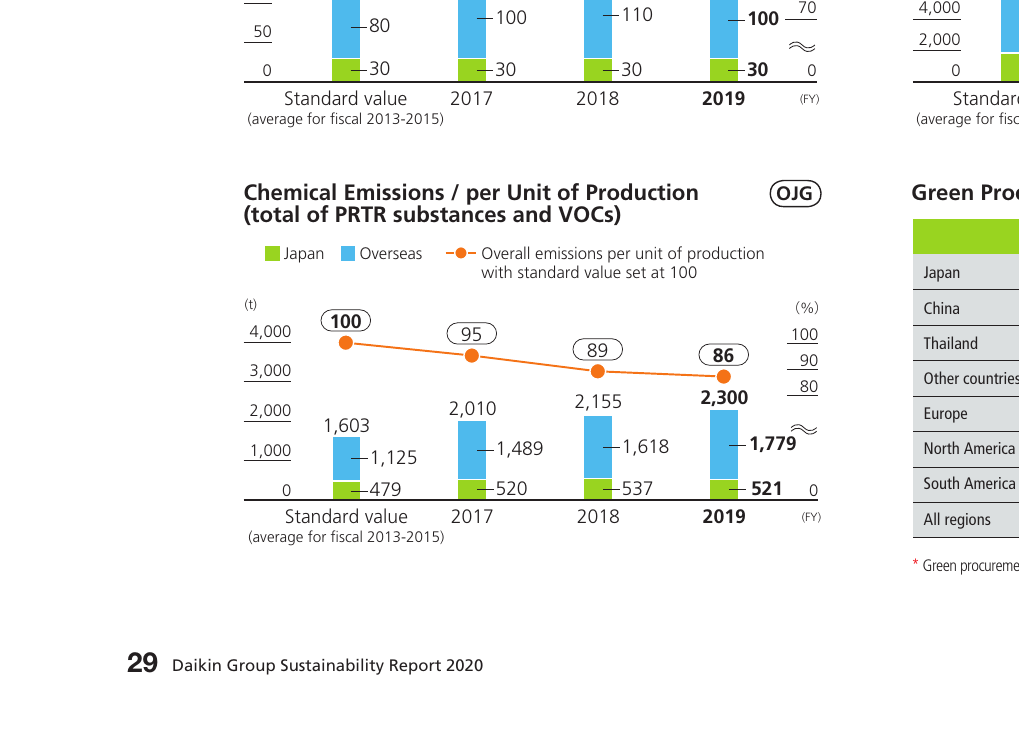 50
80
100
110
100
70
0
30
30
30
30
0
Standard value
2017
2018
2019
(FY)
(average for fiscal 2013-2015)
4,000
2,000
0
Standar
(average for fisc
Chemical Emissions / per Unit of Production
(total of PRTR substances and VOCs)
OJG
Japan
Overseas
Overall emissions per unit of production
with standard value set at 100
(t)
(%)
4,000
3,000
2,000
1,000
0
100
95
89
86
100
90
80
0
1,603
2,010
2,155
2,300
1,125
1,489
1,618
1,779
479
520
537
521
Standard value
2017
2018
2019
(FY)
(average for fiscal 2013-2015)
Green Proc
Japan
China
Thailand
Other countries
Europe
North America
South America
All regions
* Green procureme
29 Daikin Group Sustainability Report 2020